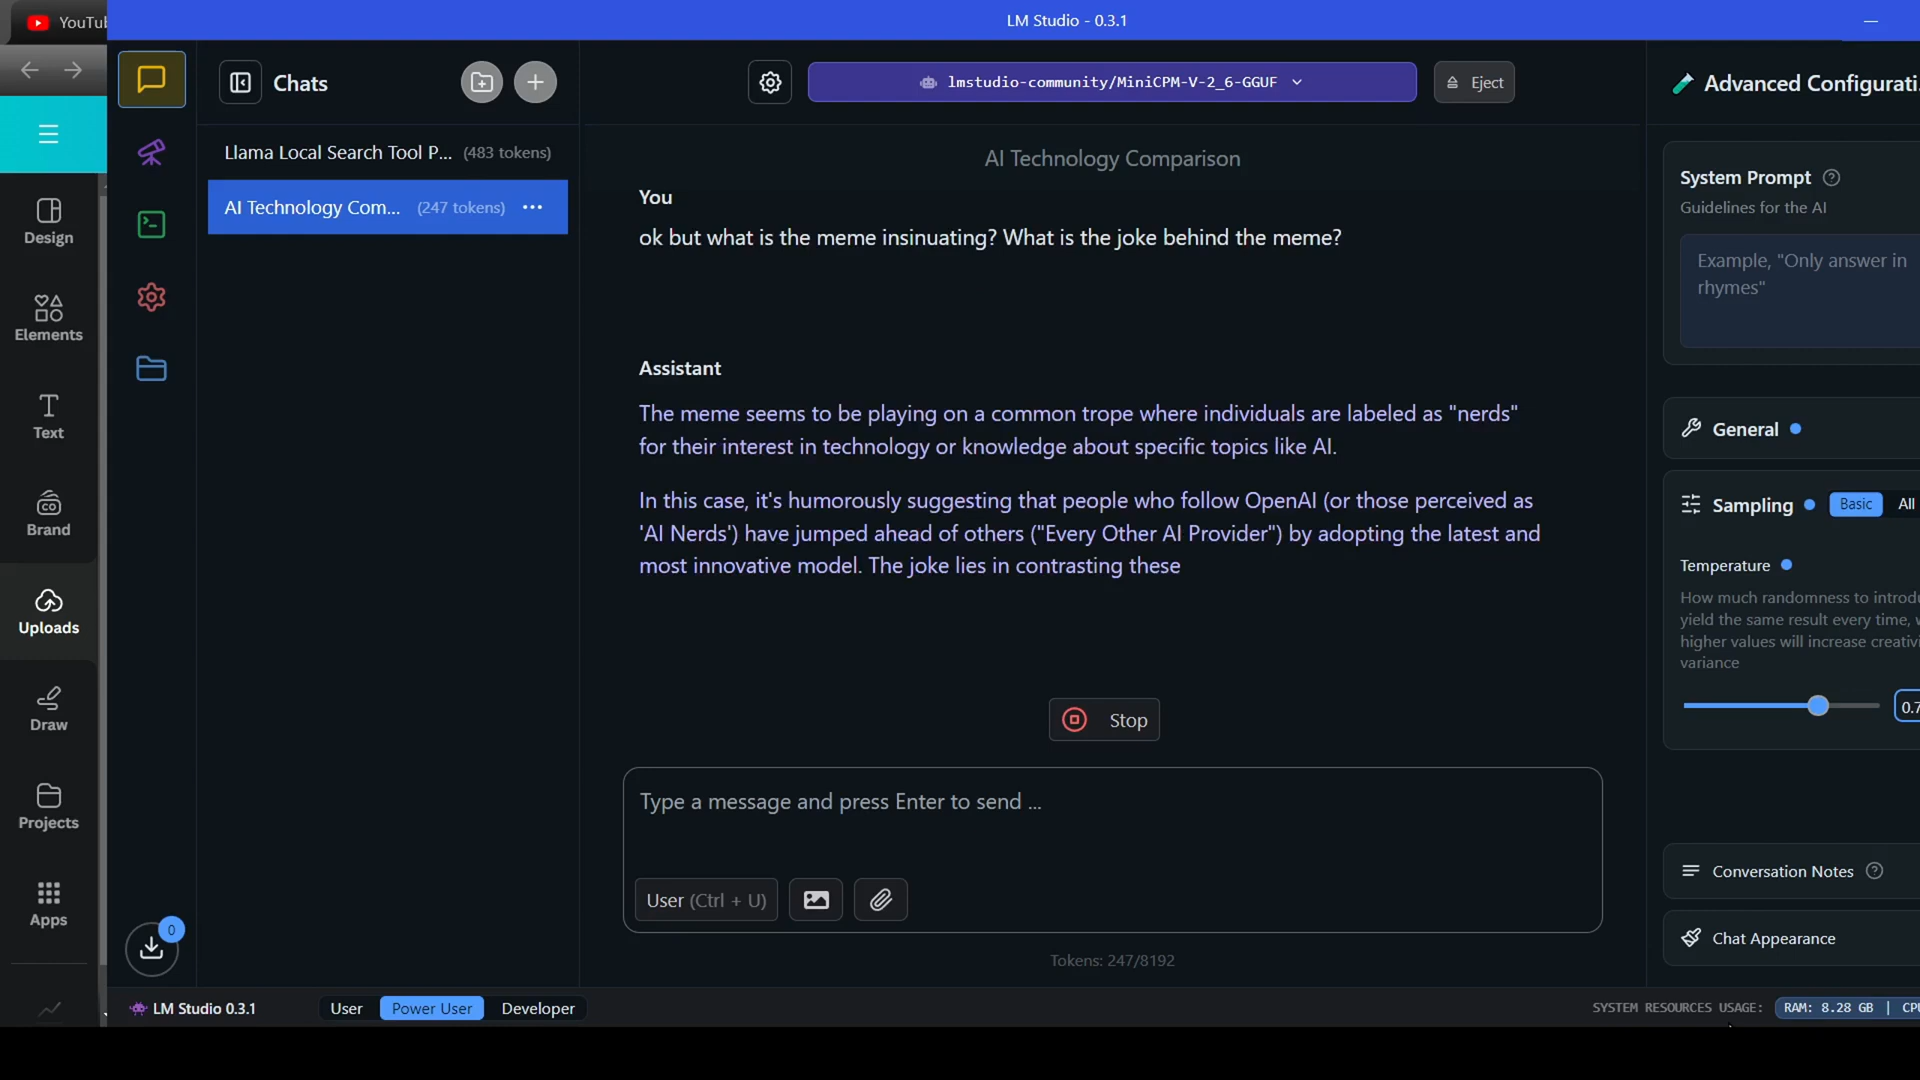 YouTu
LM Studio - 0.3.1
Chats
lmstudio-community/MiniCPM-V-2_6-GGUF
Eject
Advanced Configurati
Llama Local Search Tool P... (483 tokens)
AI Technology Com... (247 tokens)
AI Technology Comparison
You
ok but what is the meme insinuating? What is the joke behind the meme?
Assistant
The meme seems to be playing on a common trope where individuals are labeled as "nerds"
for their interest in technology or knowledge about specific topics like AI.
In this case, it's humorously suggesting that people who follow OpenAI (or those perceived as
'AI Nerds') have jumped ahead of others ("Every Other AI Provider") by adopting the latest and
most innovative model. The joke lies in contrasting these
Stop
Type a message and press Enter to send ...
User (Ctrl + U)
Tokens: 247/8192
System Prompt
Guidelines for the AI
Example, "Only answer in
rhymes"
General
Sampling Basic All
Temperature
How much randomness to introdu
yield the same result every time, w
higher values will increase creativi
variance
0.7
Conversation Notes
Chat Appearance
Design
Elements
Text
Brand
Uploads
Draw
Projects
Apps
0
LM Studio 0.3.1
User
Power User
Developer
SYSTEM RESOURCES USAGE: RAM: 8.28 GB | CPU